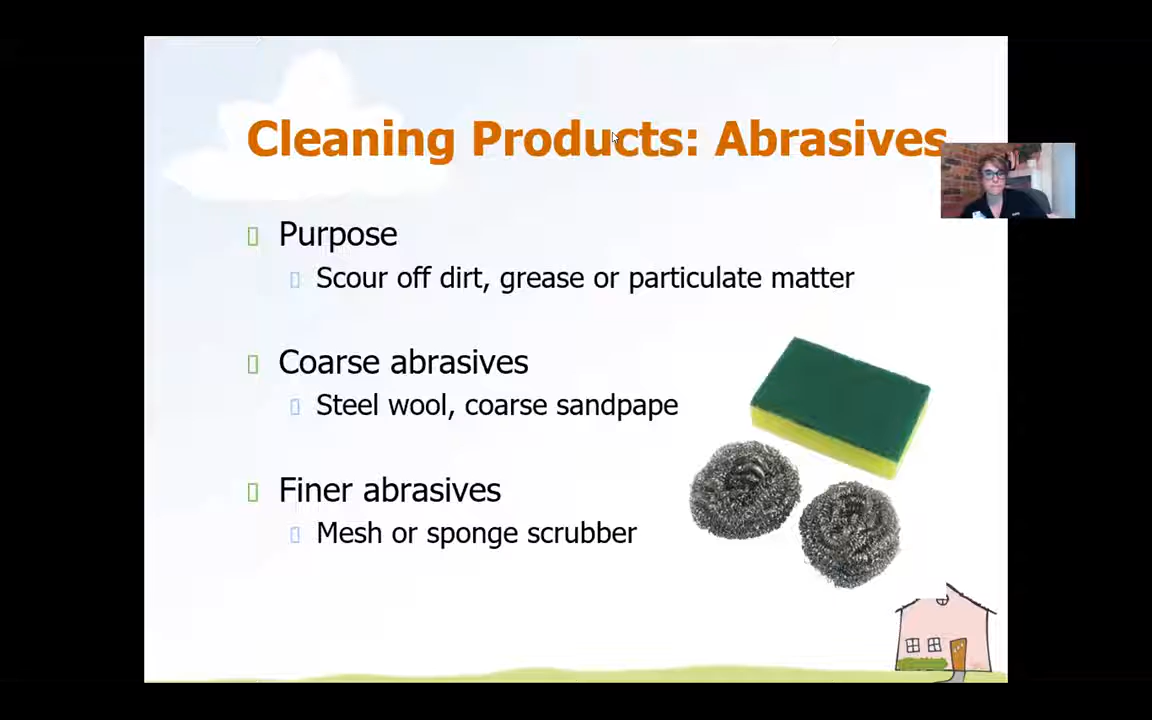 Cleaning Products: Abrasives
Purpose
Scour off dirt, grease or particulate matter
Coarse abrasives
Steel wool, coarse sandpape
Finer abrasives
Mesh or sponge scrubber